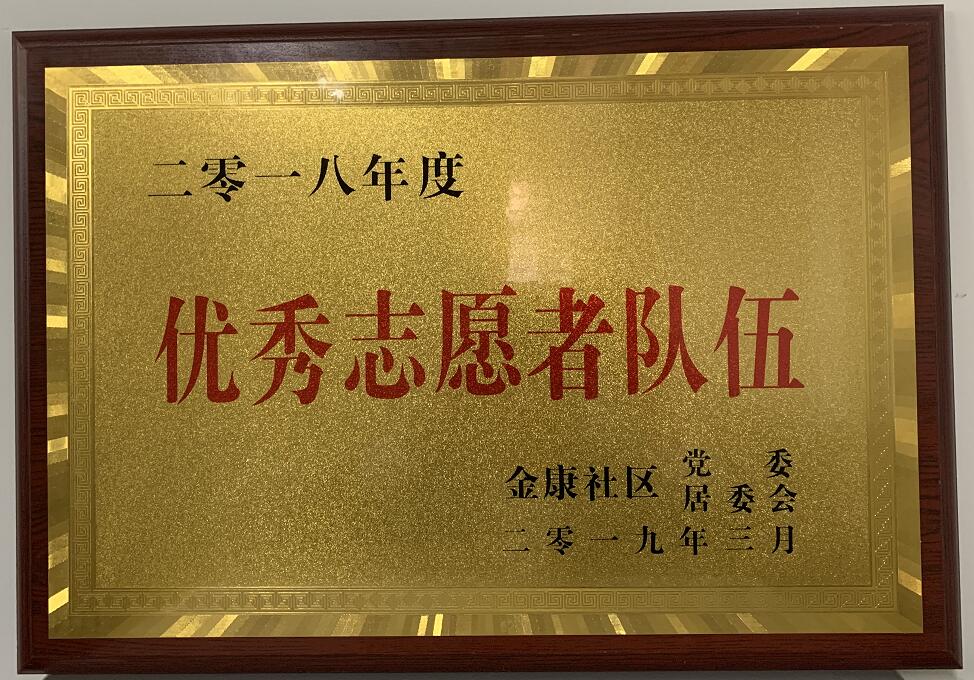 二零一八年度
优秀志愿者队伍
金康社区 党委
居委会
二零一九年三月